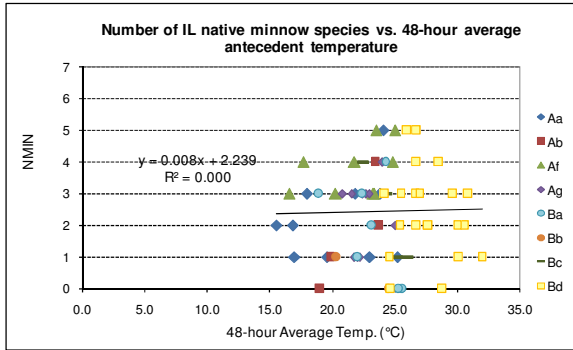 Number of IL native minnow species vs. 48-hour average
antecedent temperature
7
6
5
4
3
2
1
0
NMIN
y = 0.008x + 2.239
R² = 0.000
0.0 5.0 10.0 15.0 20.0 25.0 30.0 35.0
48-hour Average Temp. (°C)
Aa
Ab
Af
Ag
Ba
Bb
Bc
Bd